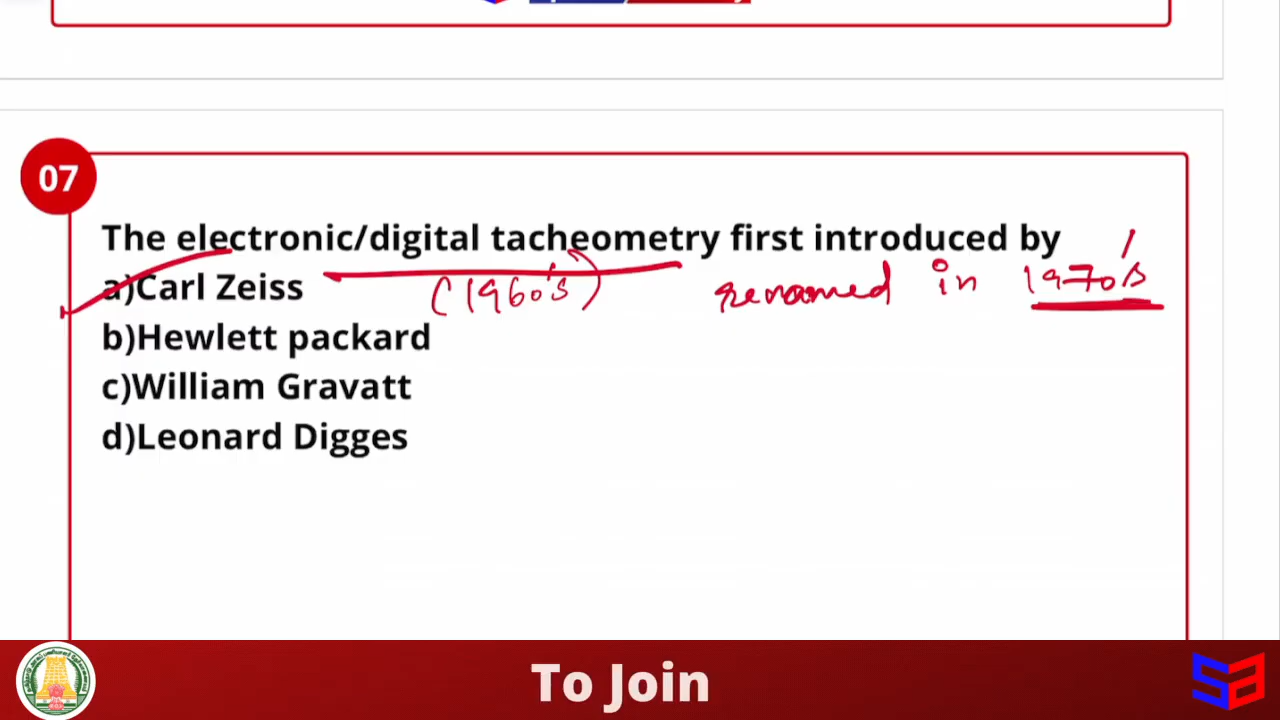 07
The electronic/digital tacheometry first introduced by
a)Carl Zeiss
(1960's) renamed in 1970's
b)Hewlett packard
c)William Gravatt
d)Leonard Digges
To Join